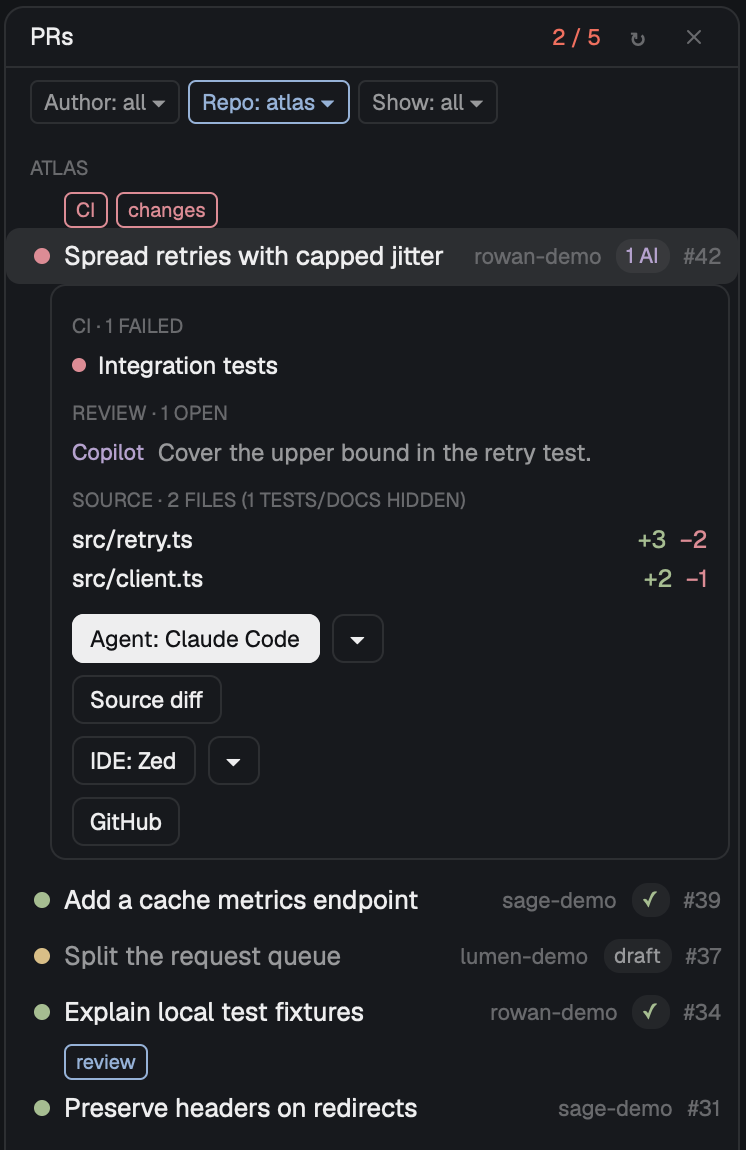 PRs 2 / 5 ↻ ×
Author: all ▾ Repo: atlas ▾ Show: all ▾
ATLAS
CI changes
Spread retries with capped jitter rowan-demo 1 AI #42
CI · 1 FAILED
Integration tests
REVIEW · 1 OPEN
Copilot Cover the upper bound in the retry test.
SOURCE · 2 FILES (1 TESTS/DOCS HIDDEN)
src/retry.ts +3 −2
src/client.ts +2 −1
Agent: Claude Code ▾
Source diff
IDE: Zed ▾
GitHub
Add a cache metrics endpoint sage-demo ✓ #39
Split the request queue lumen-demo draft #37
Explain local test fixtures rowan-demo ✓ #34
review
Preserve headers on redirects sage-demo #31